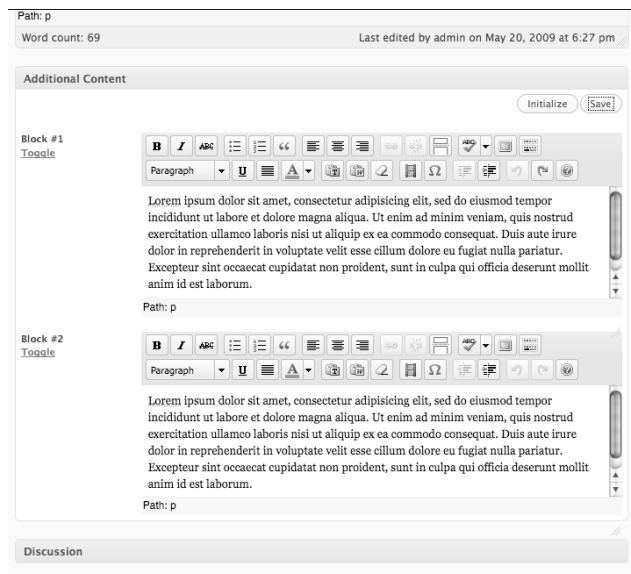 Path: p
Word count: 69 Last edited by admin on May 20, 2009 at 6:27 pm
Additional Content
Initialize Save
Block #1
Toggle
B I ABC ABC
Paragraph U A Ω
Lorem ipsum dolor sit amet, consectetur adipisicing elit, sed do eiusmod tempor
incididunt ut labore et dolore magna aliqua. Ut enim ad minim veniam, quis nostrud
exercitation ullamco laboris nisi ut aliquip ex ea commodo consequat. Duis aute irure
dolor in reprehenderit in voluptate velit esse cillum dolore eu fugiat nulla pariatur.
Excepteur sint occaecat cupidatat non proident, sunt in culpa qui officia deserunt mollit
anim id est laborum.
Path: p
Block #2
Toggle
B I ABC ABC
Paragraph U A Ω
Lorem ipsum dolor sit amet, consectetur adipisicing elit, sed do eiusmod tempor
incididunt ut labore et dolore magna aliqua. Ut enim ad minim veniam, quis nostrud
exercitation ullamco laboris nisi ut aliquip ex ea commodo consequat. Duis aute irure
dolor in reprehenderit in voluptate velit esse cillum dolore eu fugiat nulla pariatur.
Excepteur sint occaecat cupidatat non proident, sunt in culpa qui officia deserunt mollit
anim id est laborum.
Path: p
Discussion